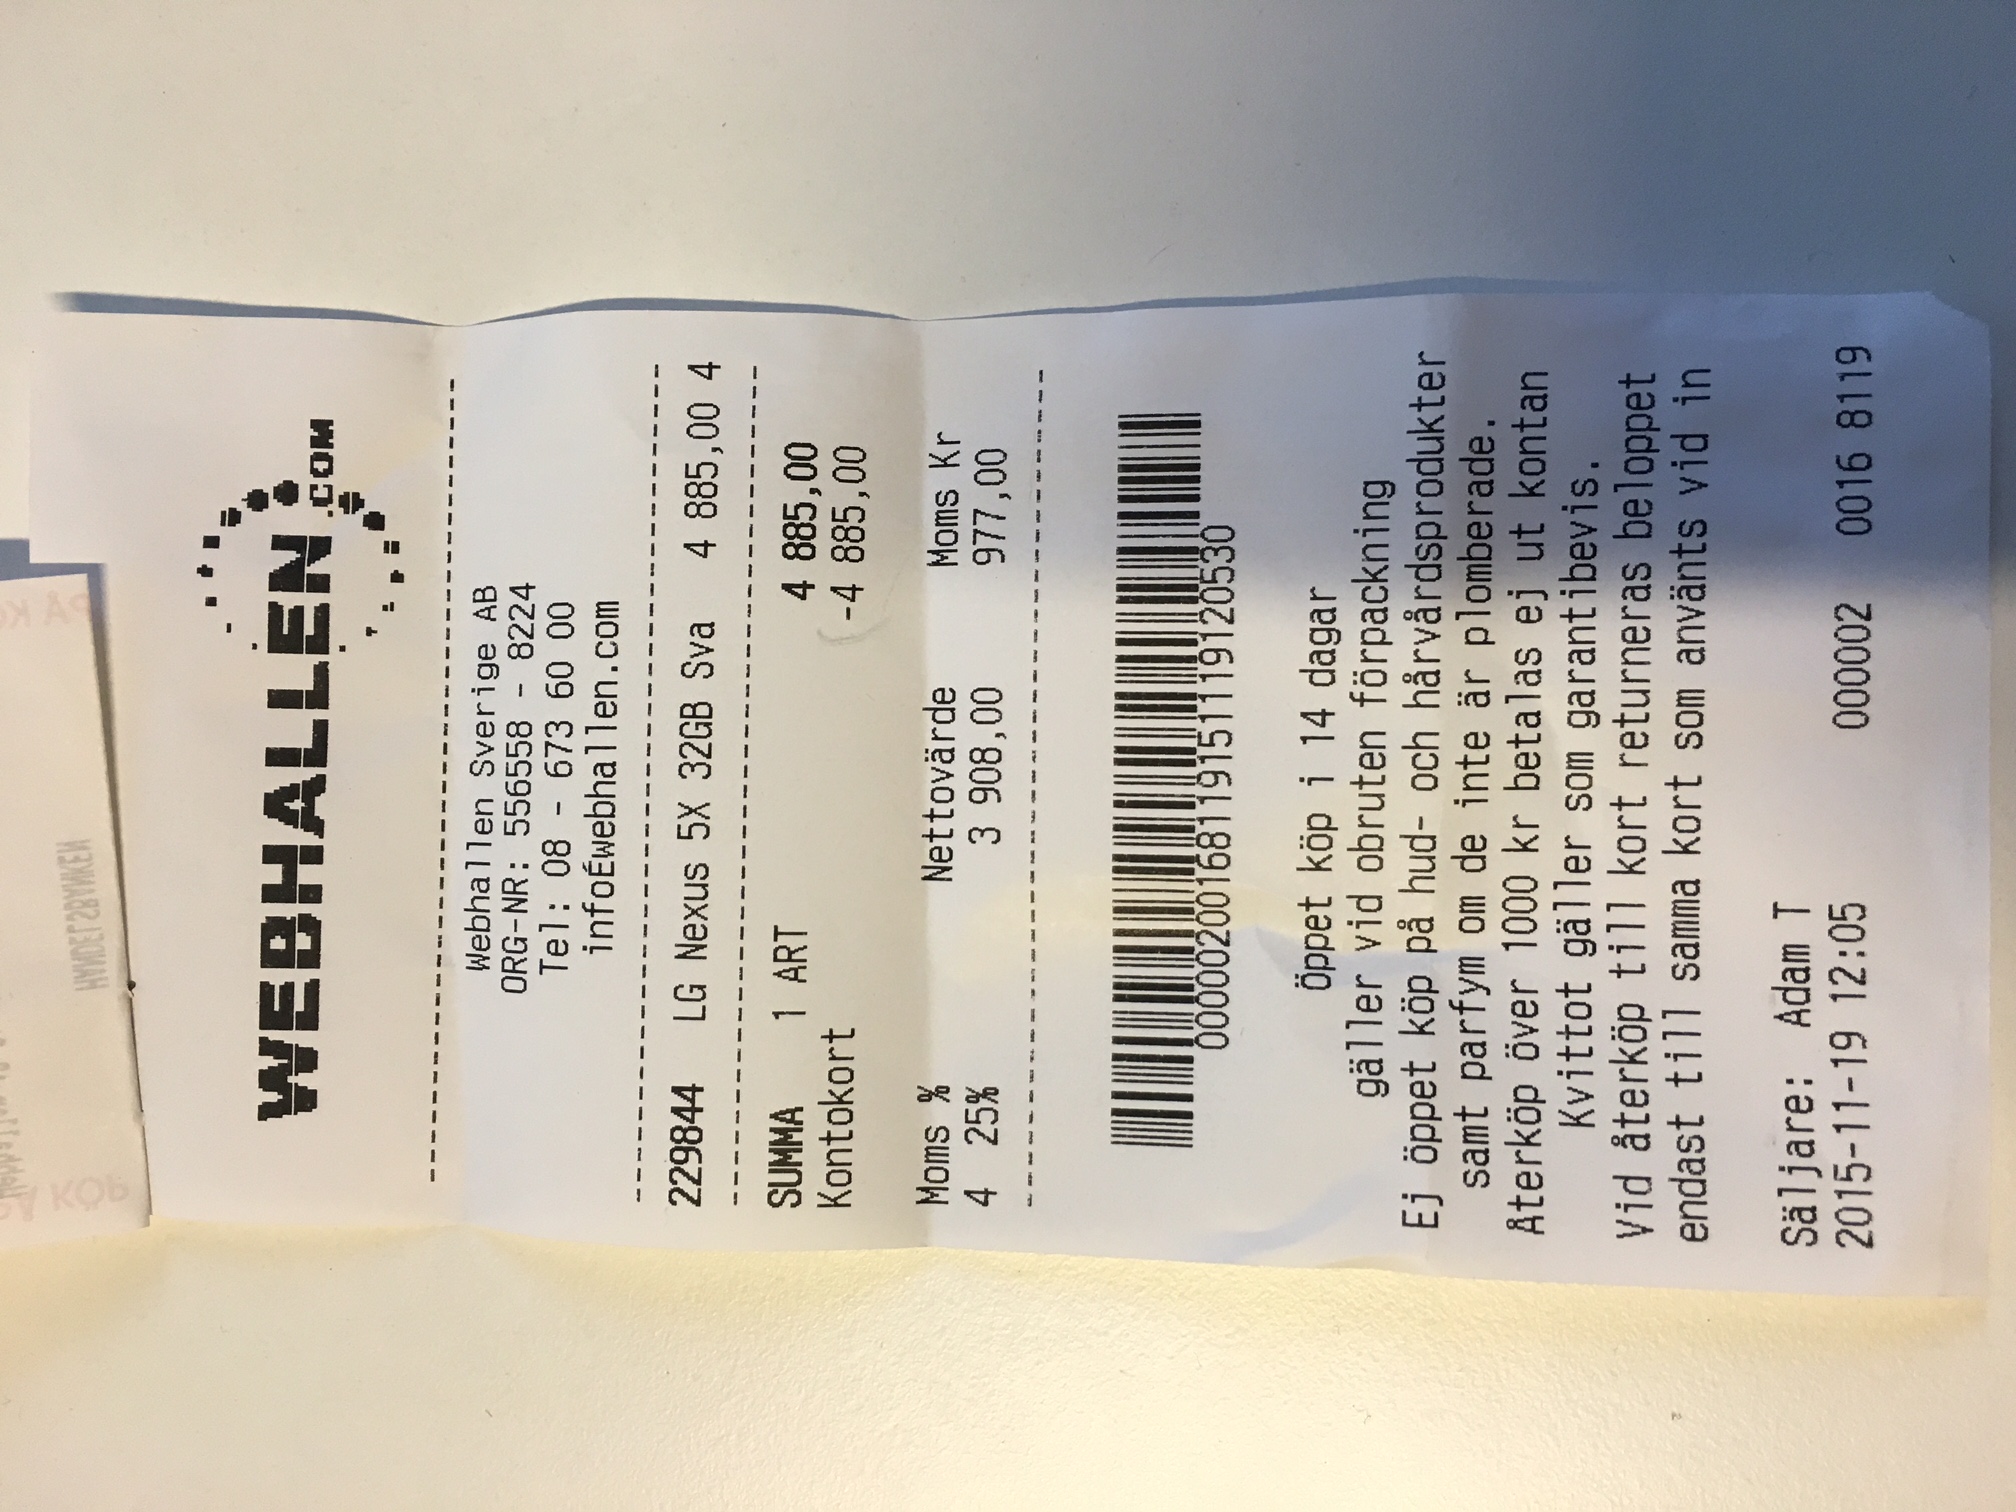 HANDELSBANKEN
WEBHALLEN.COM
Webhallen Sverige AB
ORG-NR: 556558 - 8224
Tel: 08 - 673 60 00
infoÉwebhallen.com
229844 LG Nexus 5X 32GB Sva 4 885,00 4
SUMMA 1 ART 4 885,00
Kontokort -4 885,00
Moms % Nettovärde Moms Kr
4 25% 3 908,00 977,00
0000020016811915111912053​0
Öppet köp i 14 dagar
gäller vid obruten förpackning
Ej öppet köp på hud- och hårvårdsprodukter
samt parfym om de inte är plomberade.
Återköp över 1000 kr betalas ej ut kontan
Kvittot gäller som garantibevis.
Vid återköp till kort returneras beloppet
endast till samma kort som använts vid in
Säljare: Adam T
2015-11-19 12:05 000002 0016 8119